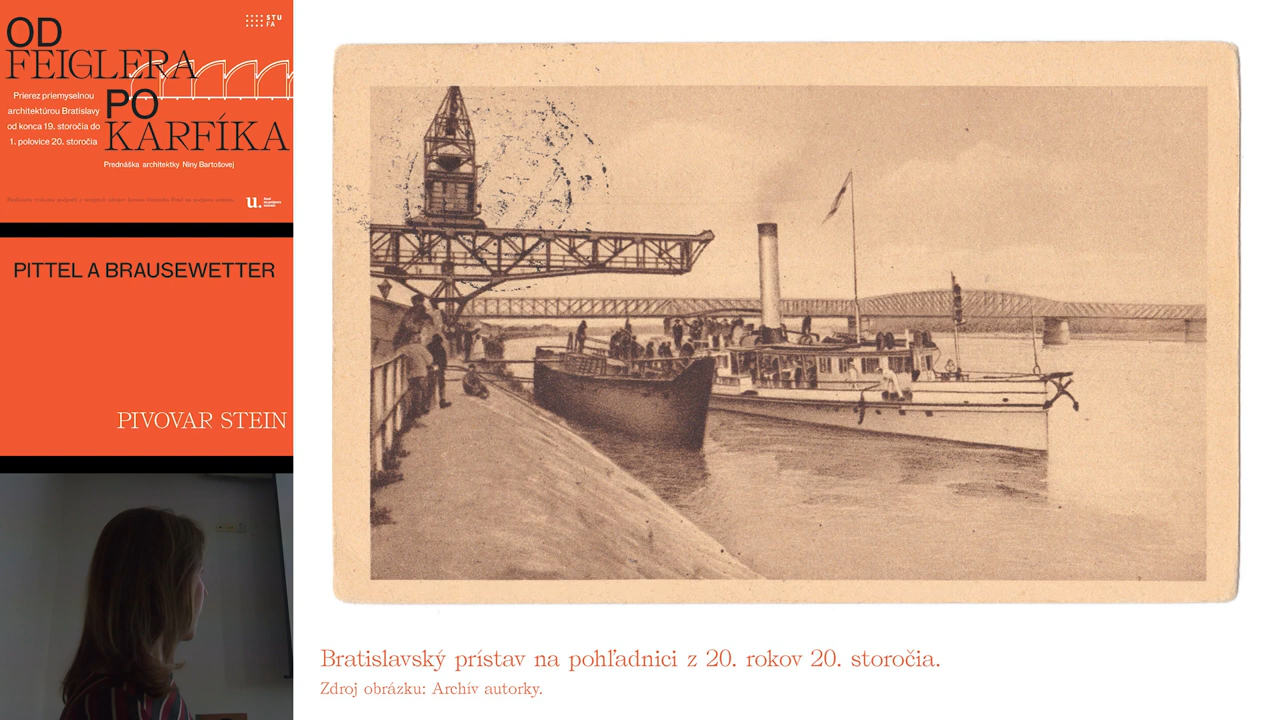 OD
FEIGLERA
PO
KARFÍKA
STU
FA
Prierez priemyselnou
architektúrou Bratislavy
od konca 19. storočia do
1. polovice 20. storočia
Prednáška architektky Niny Bartošovej
u.
PITTEL A BRAUSEWETTER
PIVOVAR STEIN
Bratislavský prístav na pohľadnici z 20. rokov 20. storočia.
Zdroj obrázku: Archív autorky.